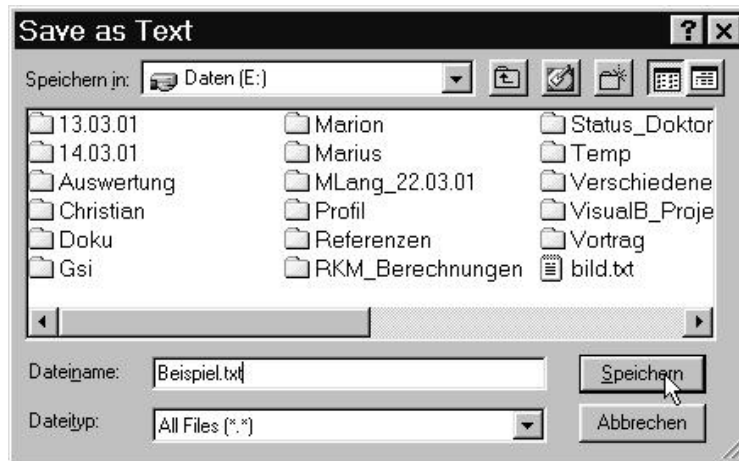 Save as Text
Speichern in: Daten (E:)
13.03.01 Marion Status_Doktor
14.03.01 Marius Temp
Auswertung MLang_22.03.01 Verschiedene
Christian Profil VisualB_Proje
Doku Referenzen Vortrag
Gsi RKM_Berechnungen bild.txt
Dateiname: Beispiel.txt Speichern
Dateityp: All Files (*.*) Abbrechen